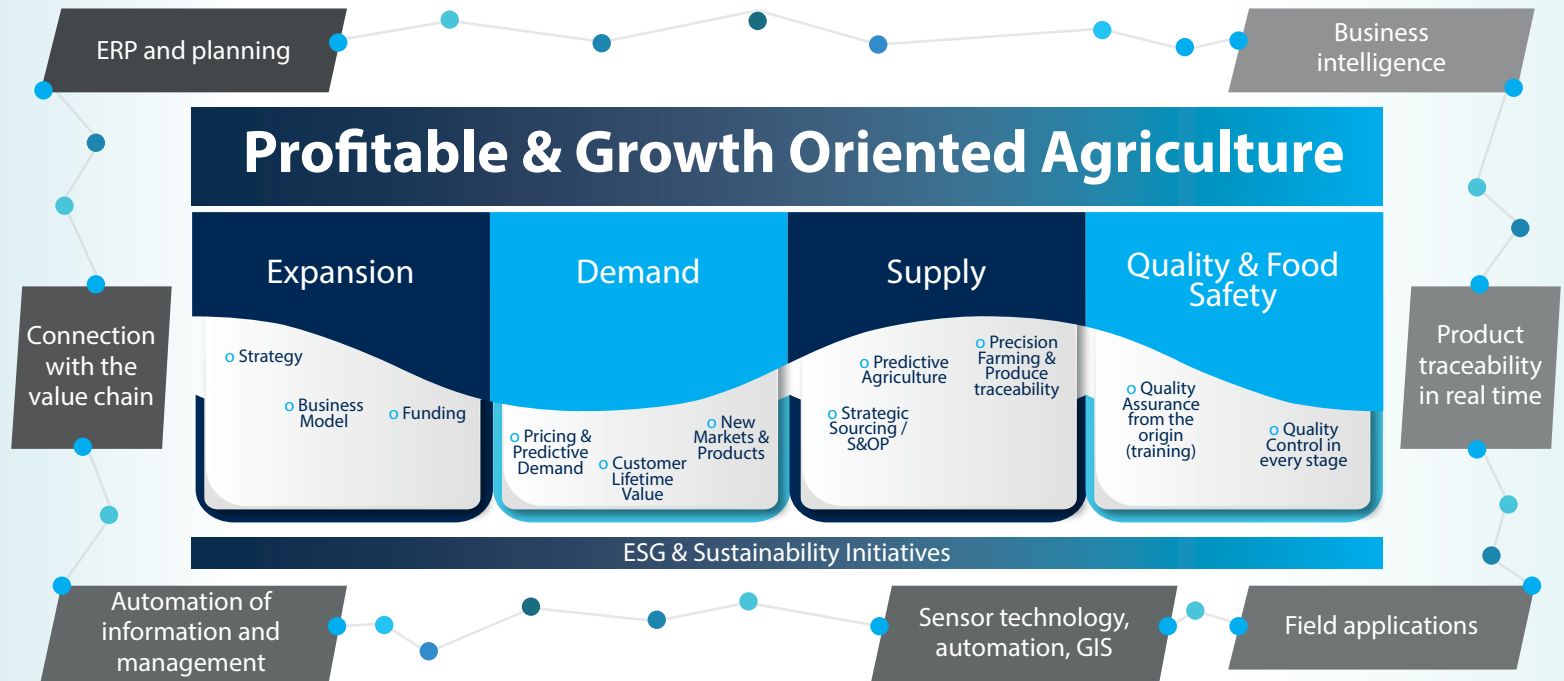 ERP and planning
Business
intelligence
Profitable & Growth Oriented Agriculture
Expansion
Demand
Supply
Quality & Food
Safety
Connection
with the
value chain
o Strategy
o Business
Model
o Funding
o Pricing &
Predictive
Demand
o Customer
Lifetime
Value
o New
Markets &
Products
o Predictive
Agriculture
o Strategic
Sourcing /
S&OP
o Precision
Farming &
Produce
traceability
o Quality
Assurance
from the
origin
(training)
o Quality
Control in
every stage
Product
traceability
in real time
ESG & Sustainability Initiatives
Automation of
information and
management
Sensor technology,
automation, GIS
Field applications